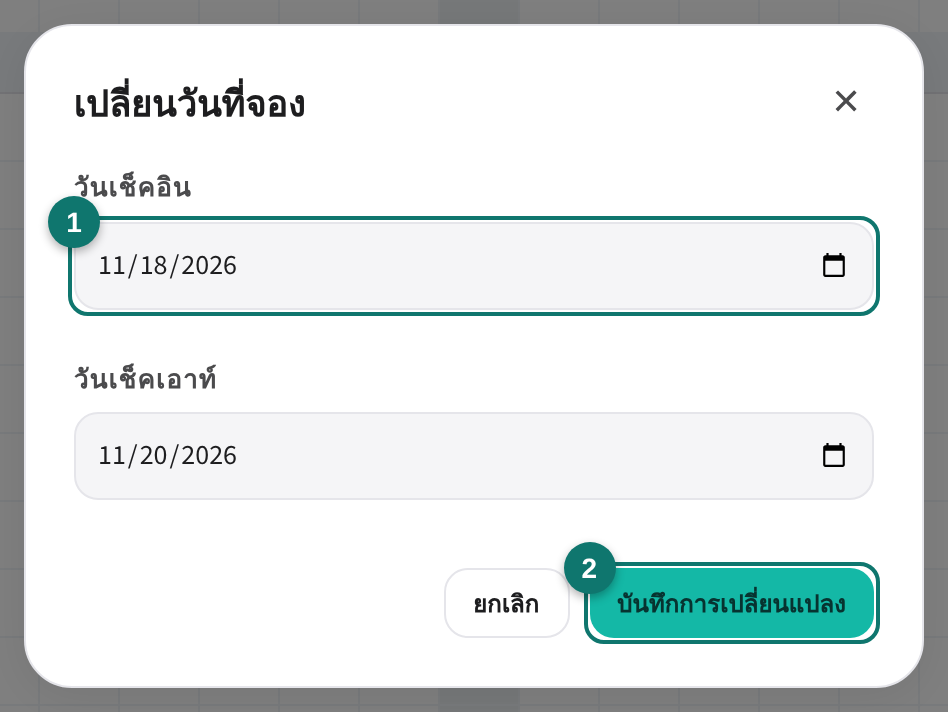 เปลี่ยนวันที่จอง
วันเช็คอิน
1
11/18/2026
วันเช็คเอาท์
11/20/2026
2
ยกเลิก
บันทึกการเปลี่ยนแปลง